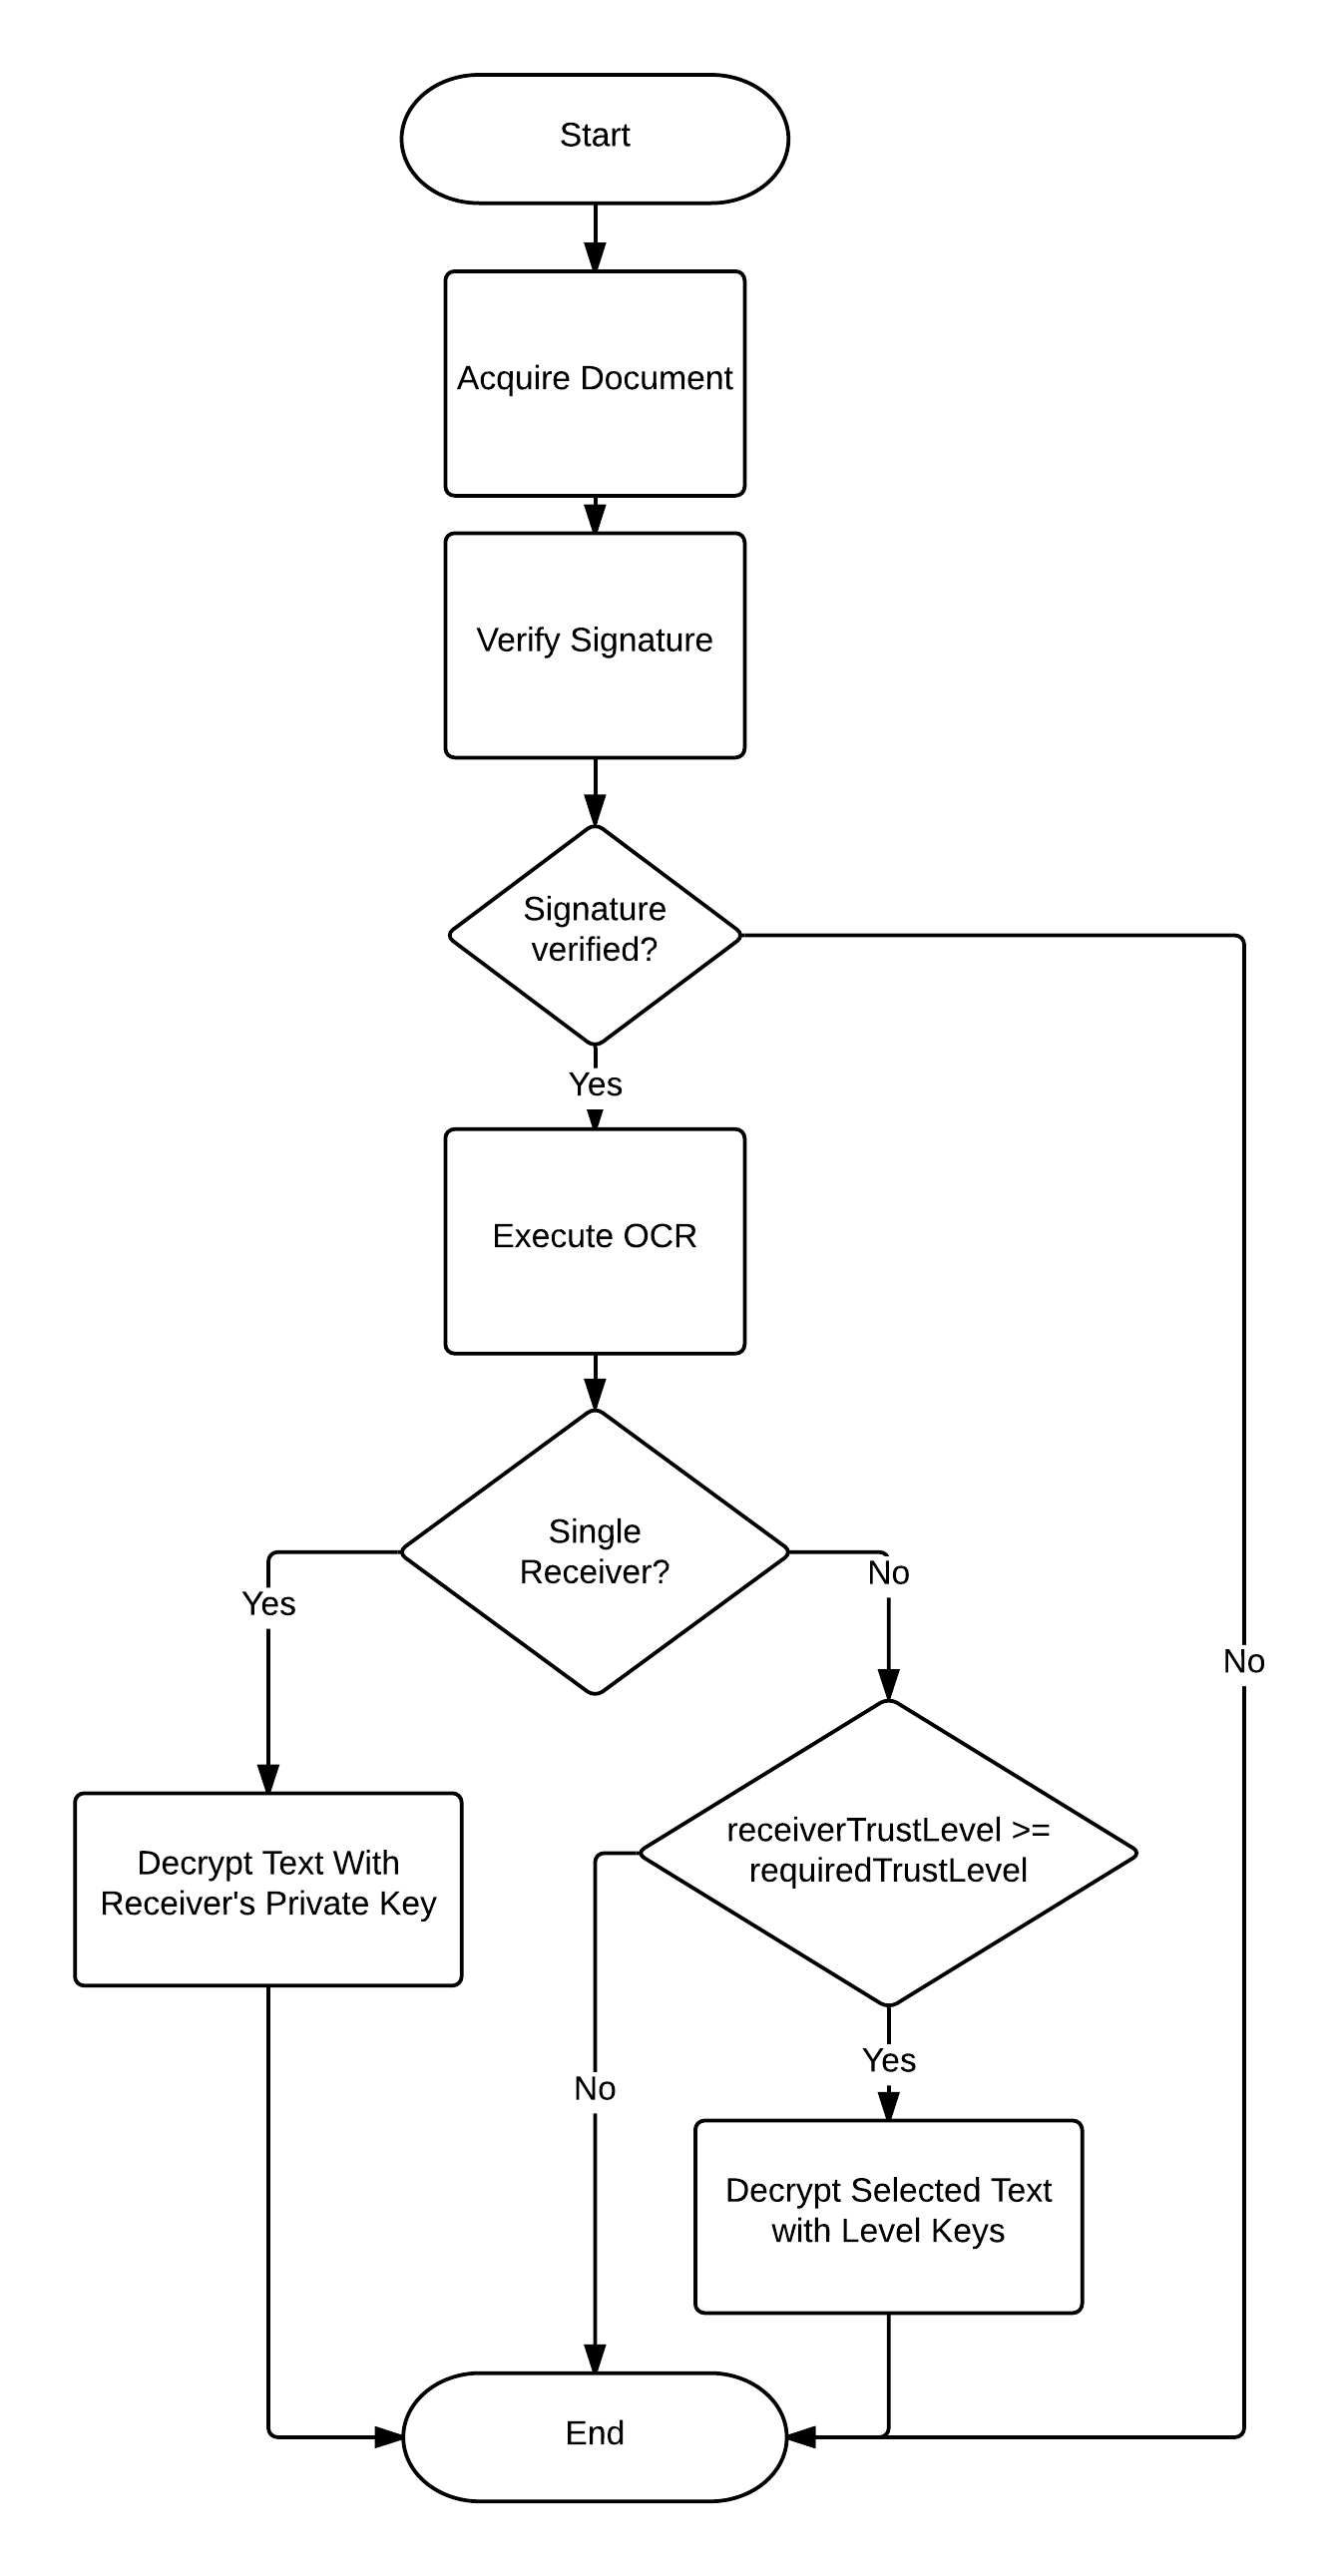 Start
Acquire Document
Verify Signature
Signature
verified?
Yes
Execute OCR
Single
Receiver?
No
Yes
No
receiverTrustLevel >=
requiredTrustLevel
Decrypt Text With
Receiver's Private Key
Yes
No
Decrypt Selected Text
with Level Keys
End